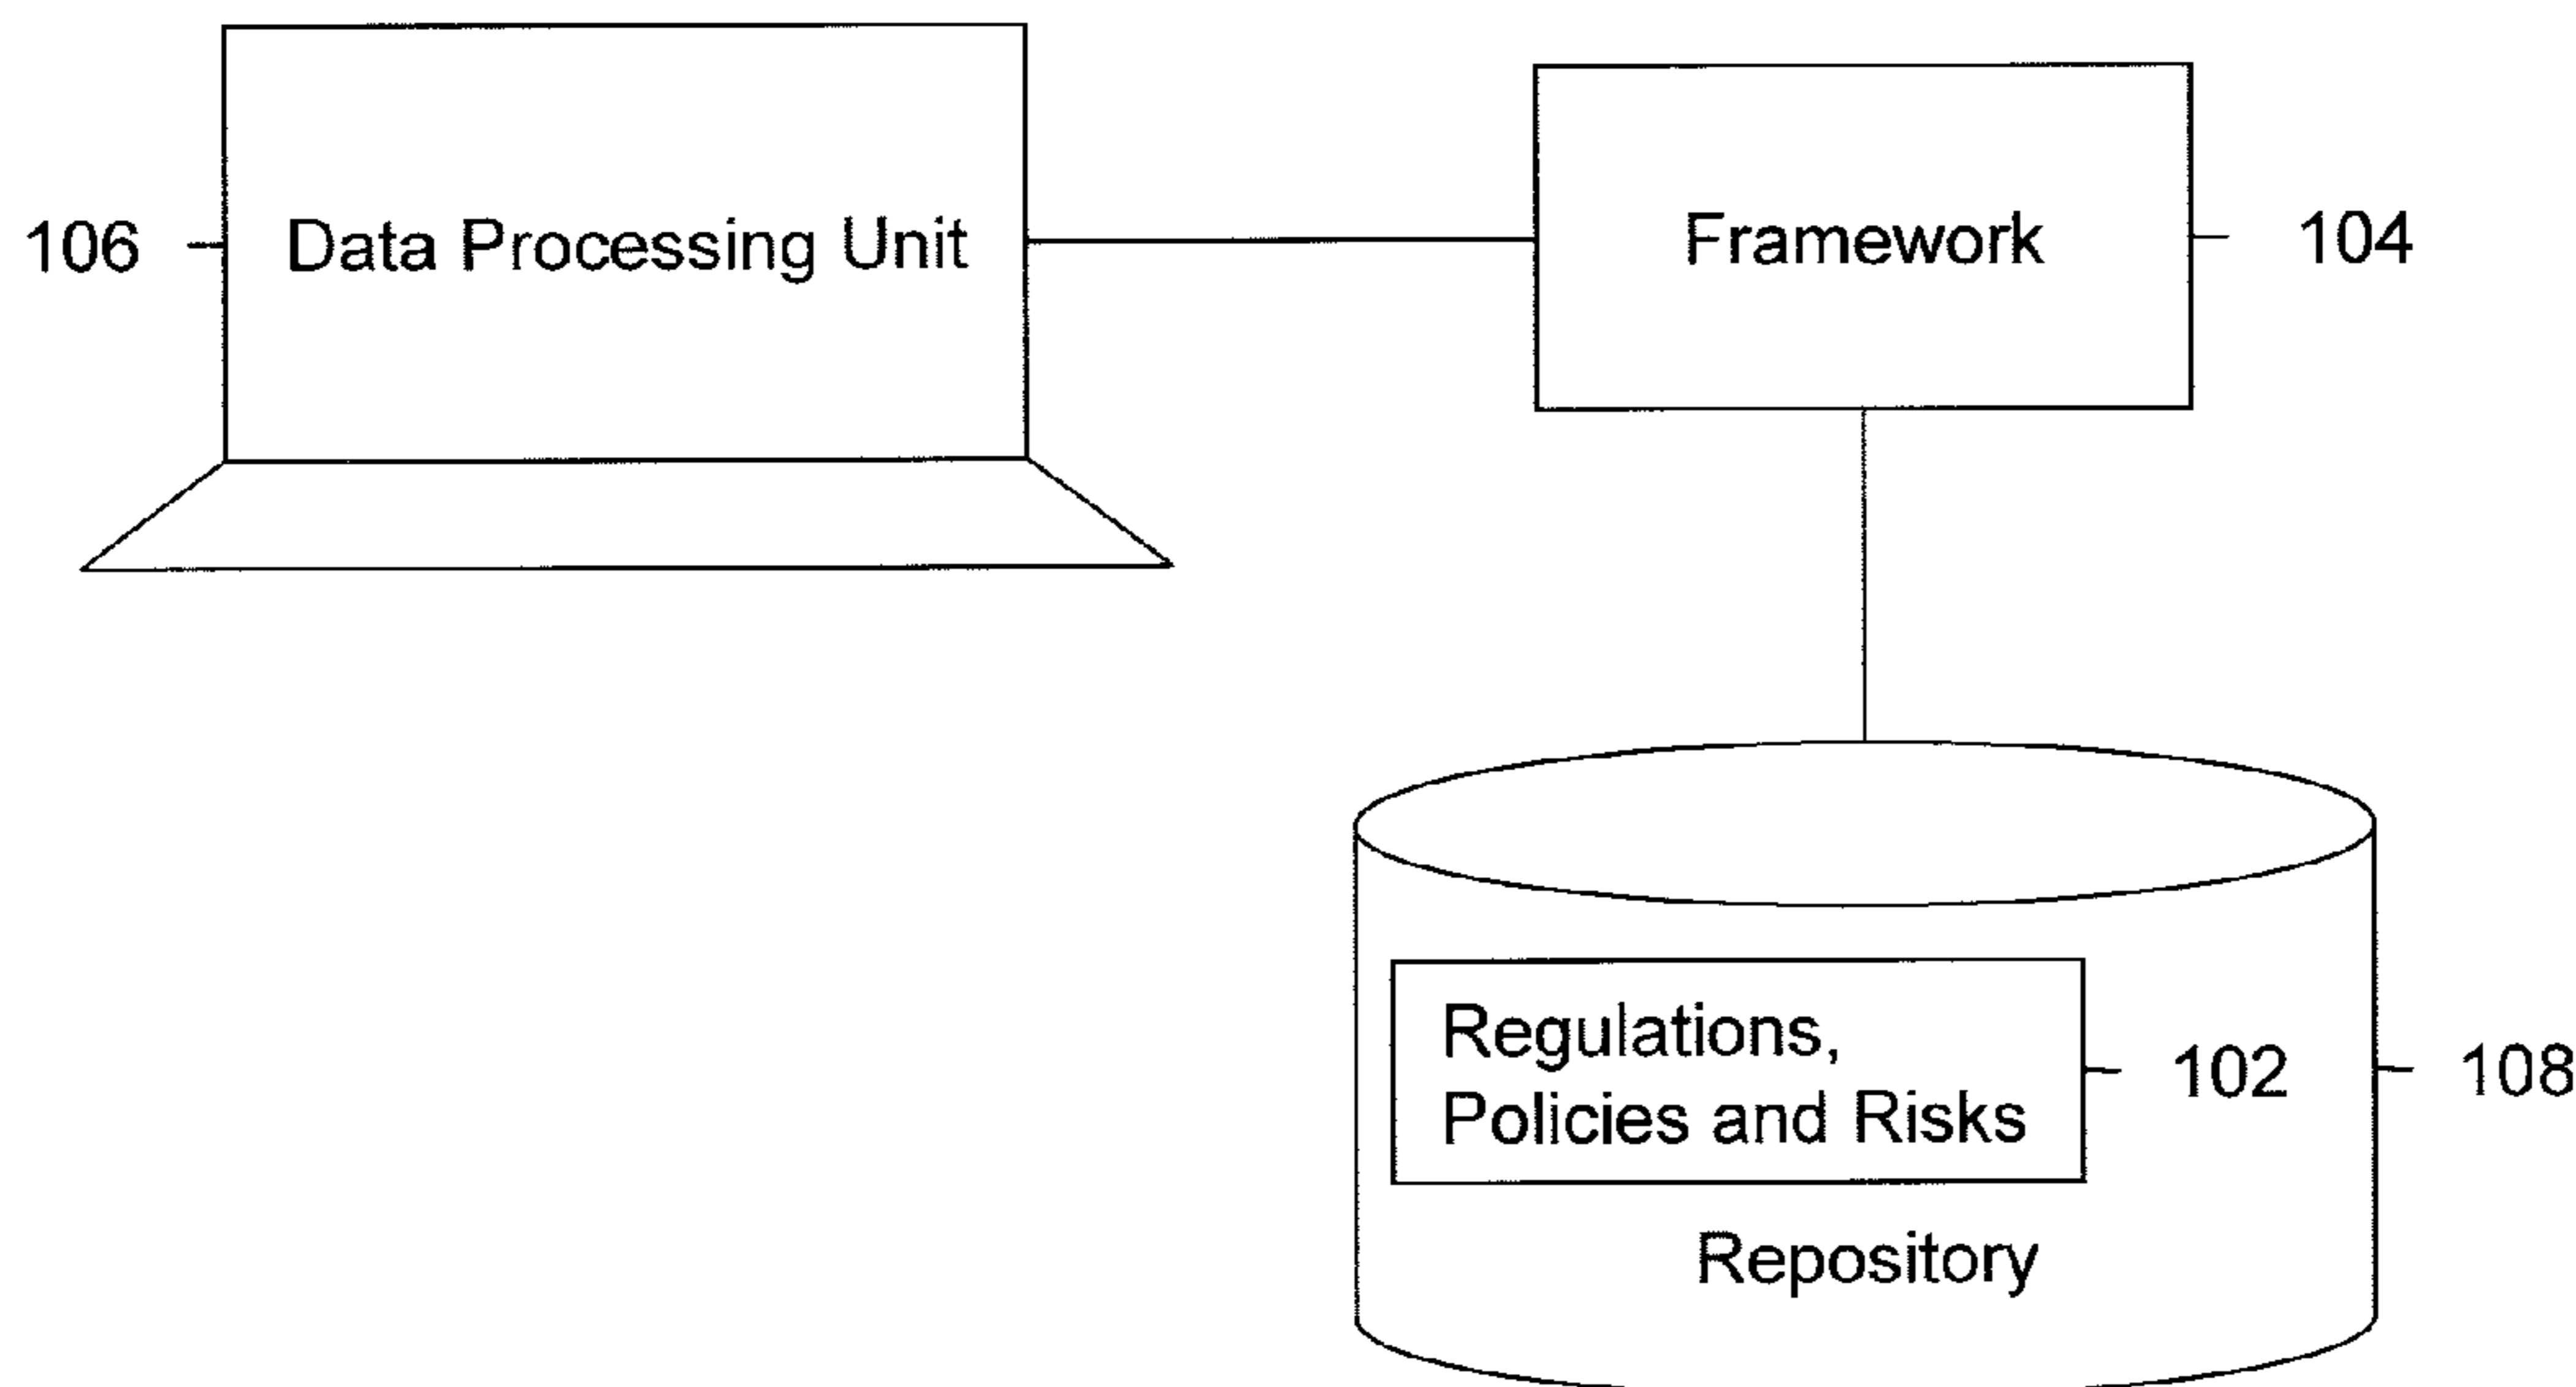 106
Data Processing Unit
Framework
104
Regulations,
Policies and Risks
102
108
Repository